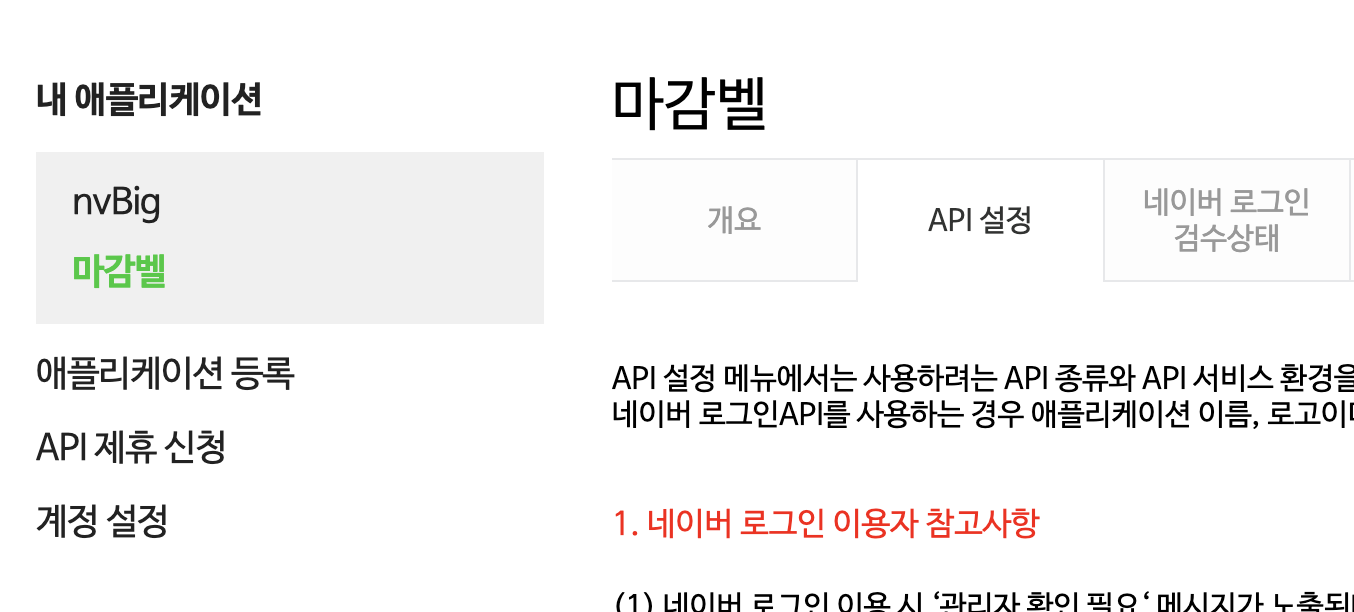 내 애플리케이션
nvBig
마감벨
애플리케이션 등록
API 제휴 신청
계정 설정
마감벨
개요
API 설정
네이버 로그인
검수상태
API 설정 메뉴에서는 사용하려는 API 종류와 API 서비스 환경을
네이버 로그인API를 사용하는 경우 애플리케이션 이름, 로고이
1. 네이버 로그인 이용자 참고사항
(1) 네이버 로그인 이용 시 ‘관리자 확인 필요‘ 메시지가 노출되